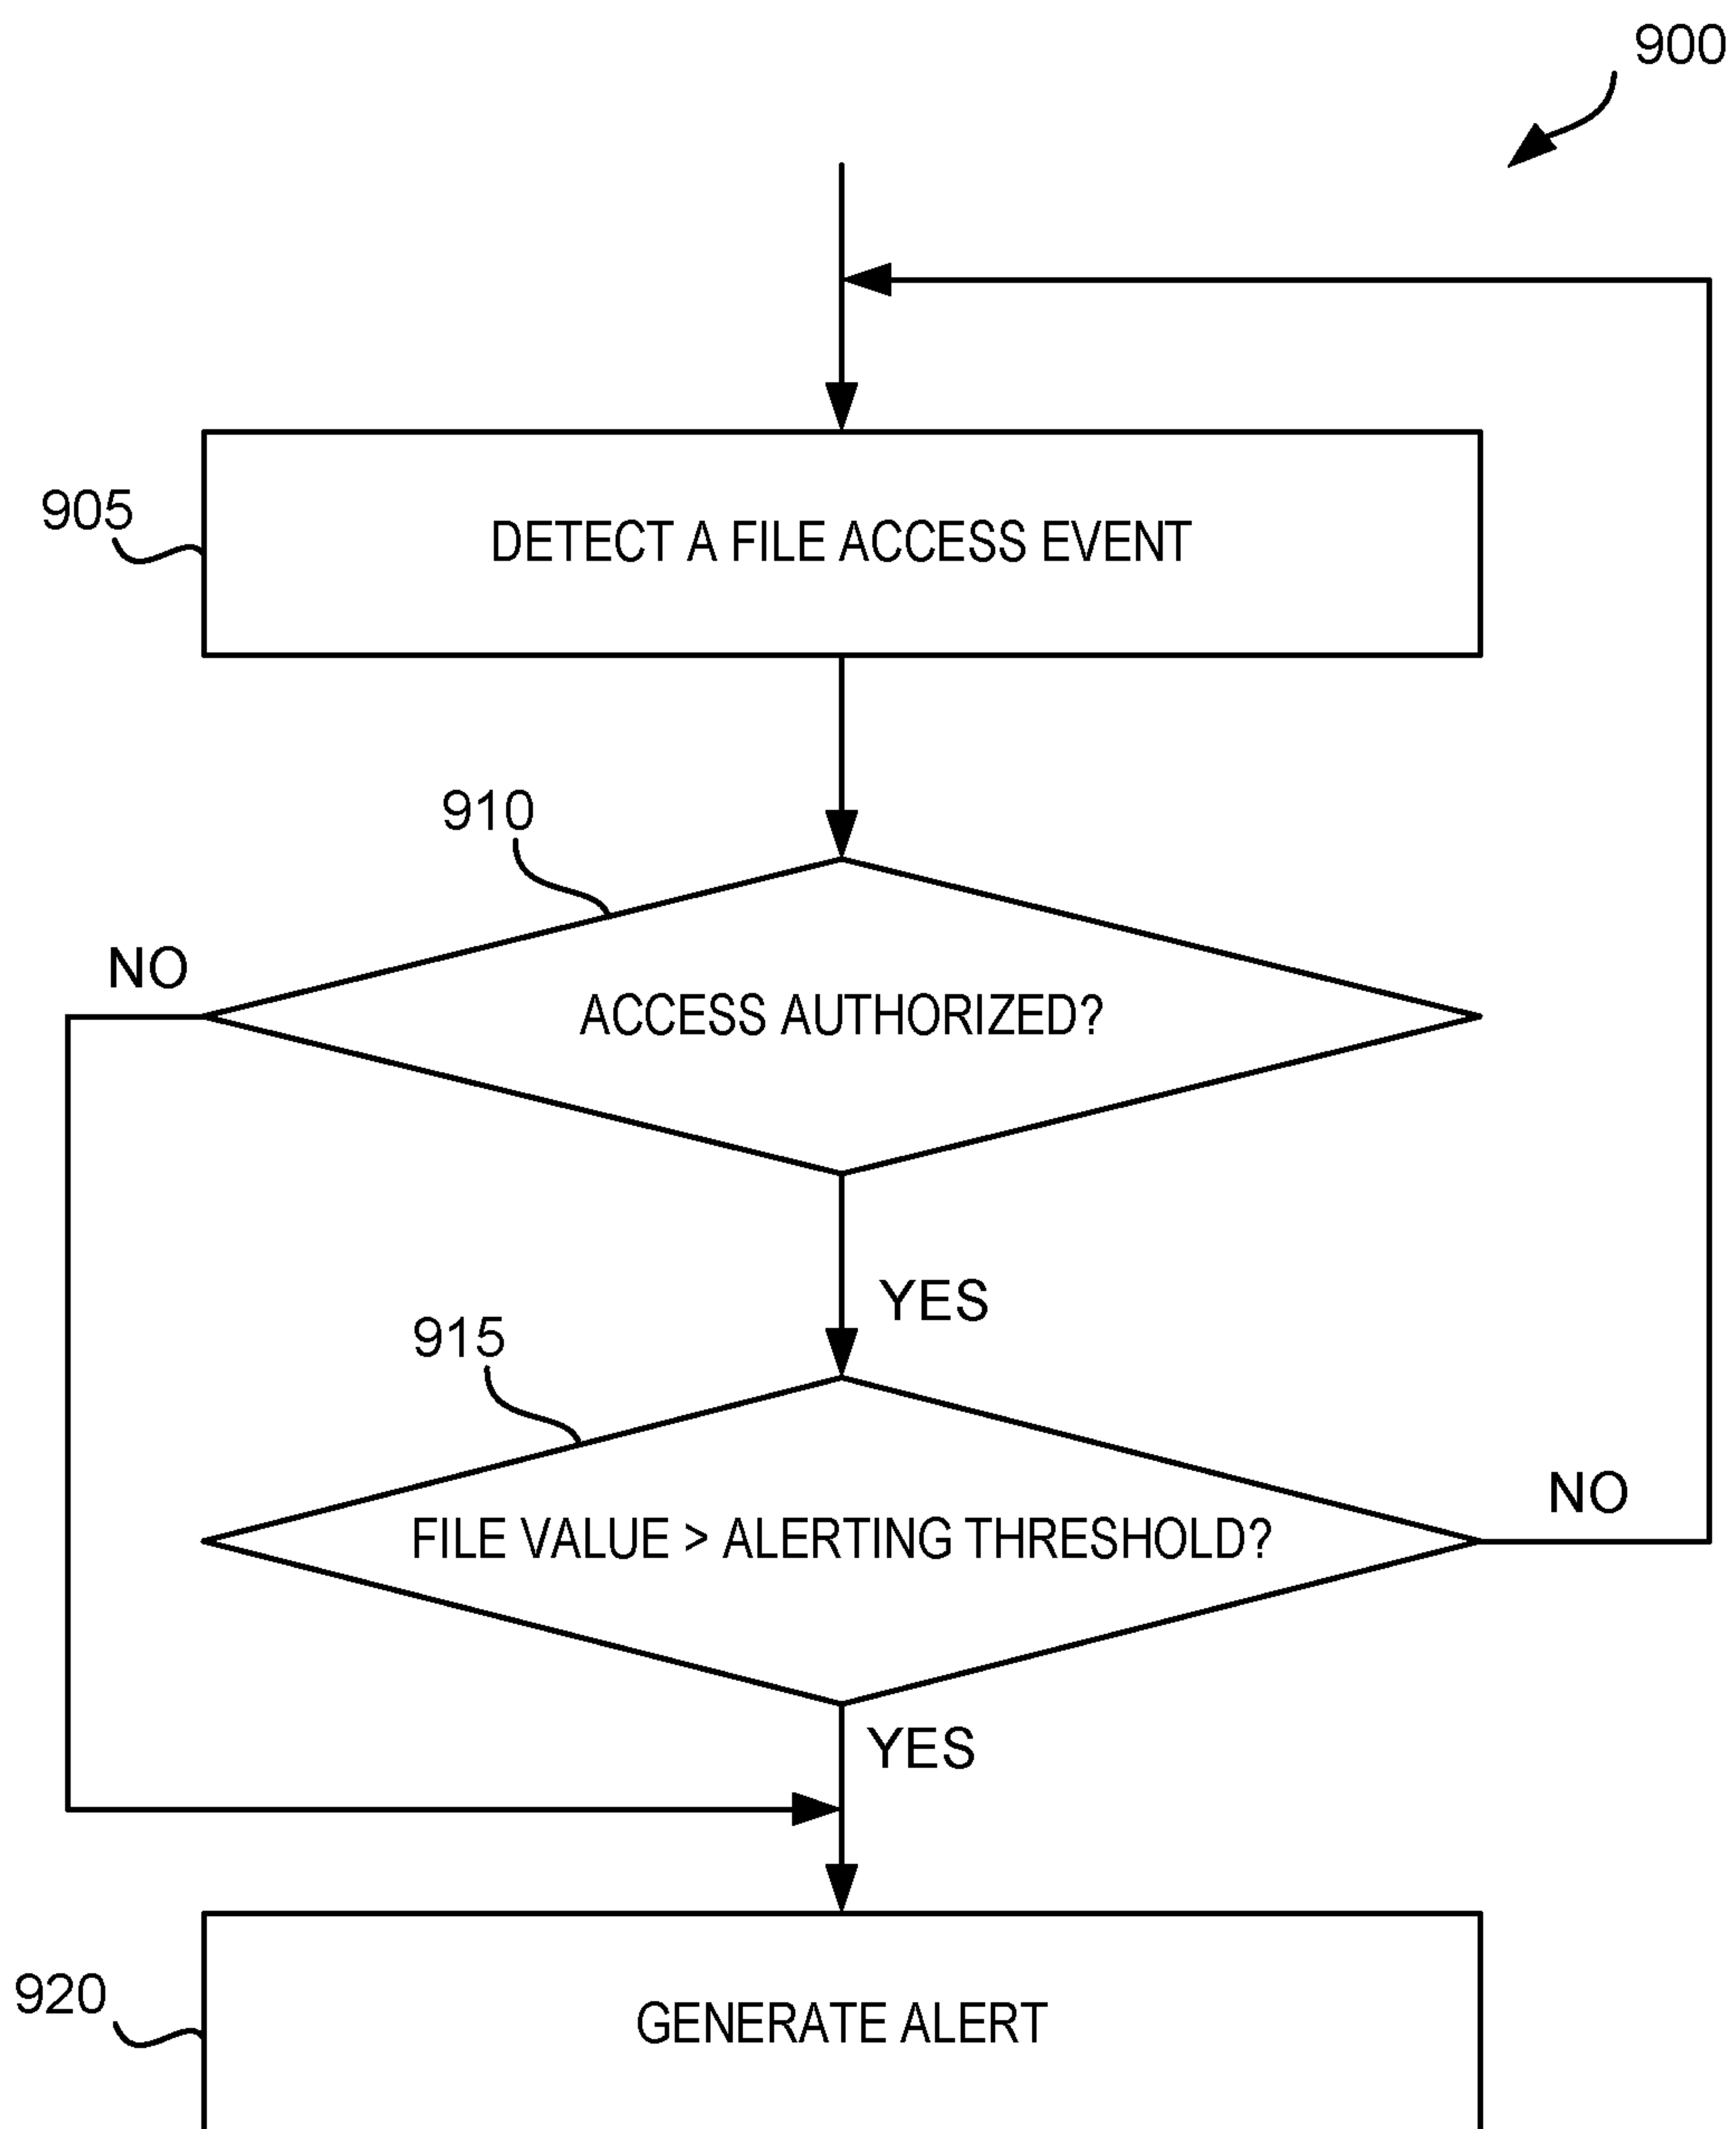 900
905
DETECT A FILE ACCESS EVENT
910
NO
ACCESS AUTHORIZED?
YES
915
NO
FILE VALUE > ALERTING THRESHOLD?
YES
920
GENERATE ALERT